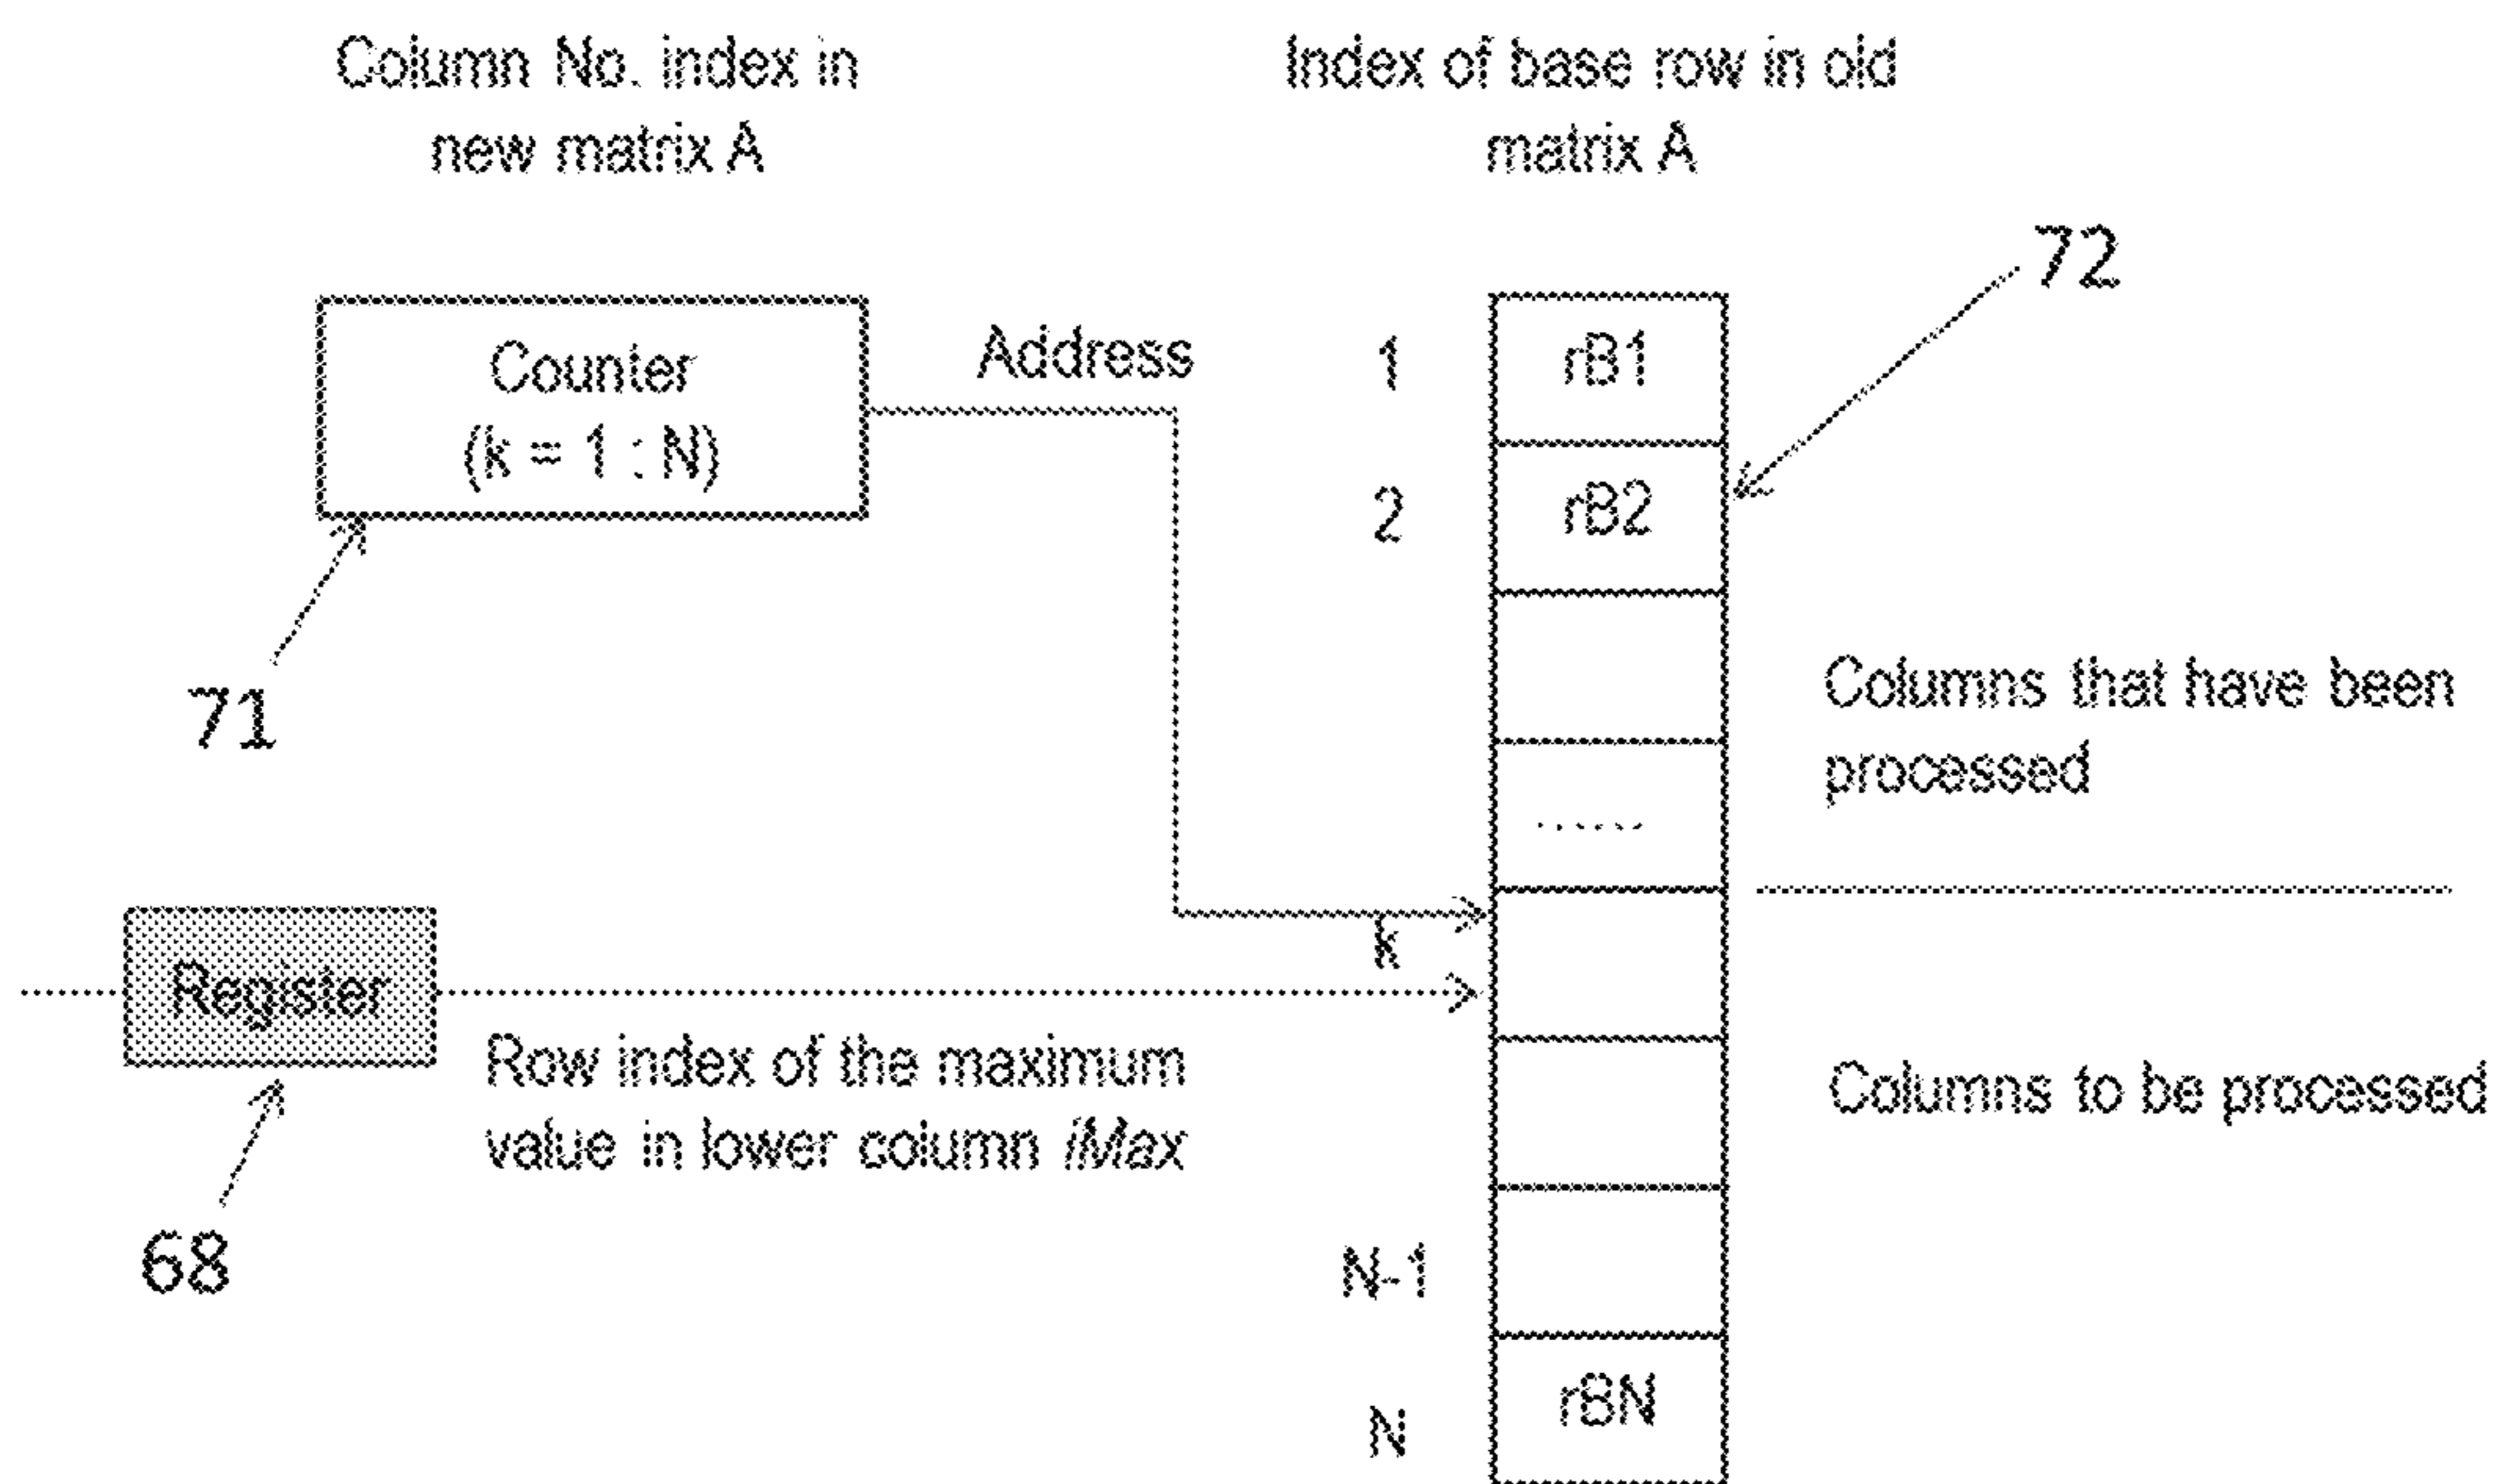 Column No. index in
new matrix A
Index of base row in old
matrix A
72
Counter
(k = 1 : N)
Address
1
rB1
2
rB2
71
Columns that have been
processed
......
k
Register
Row index of the maximum
value in lower column iMax
Columns to be processed
68
N-1
N
rBN